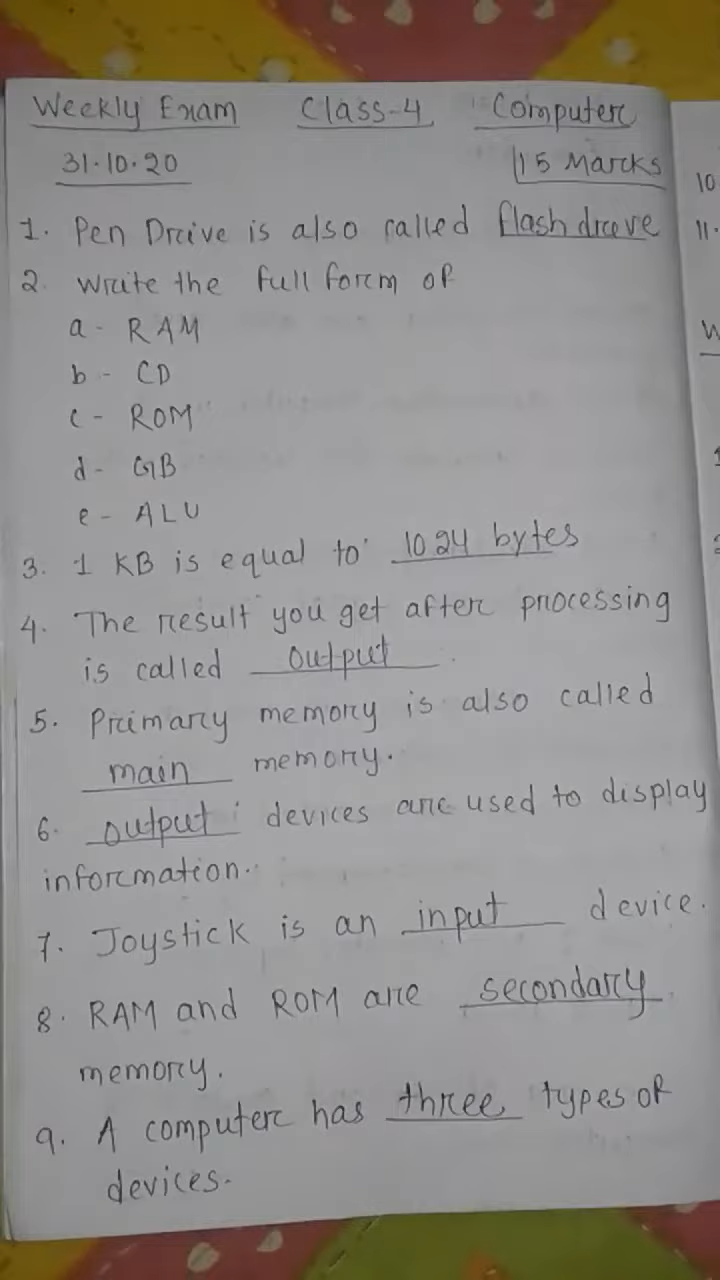 Weekly Exam Class-4 Computer
31.10.20 15 Marks
1. Pen Drive is also called flash drieve
2. Write the full form of
a - RAM
b - CD
c - ROM
d - GB
e - ALU
3. 1 KB is equal to 1024 bytes
4. The result you get after processing
is called output.
5. Primary memory is also called
main memory.
6. output devices are used to display
information.
7. Joystick is an input device.
8. RAM and ROM are secondary
memory.
9. A computer has three types of
devices.
10
11.